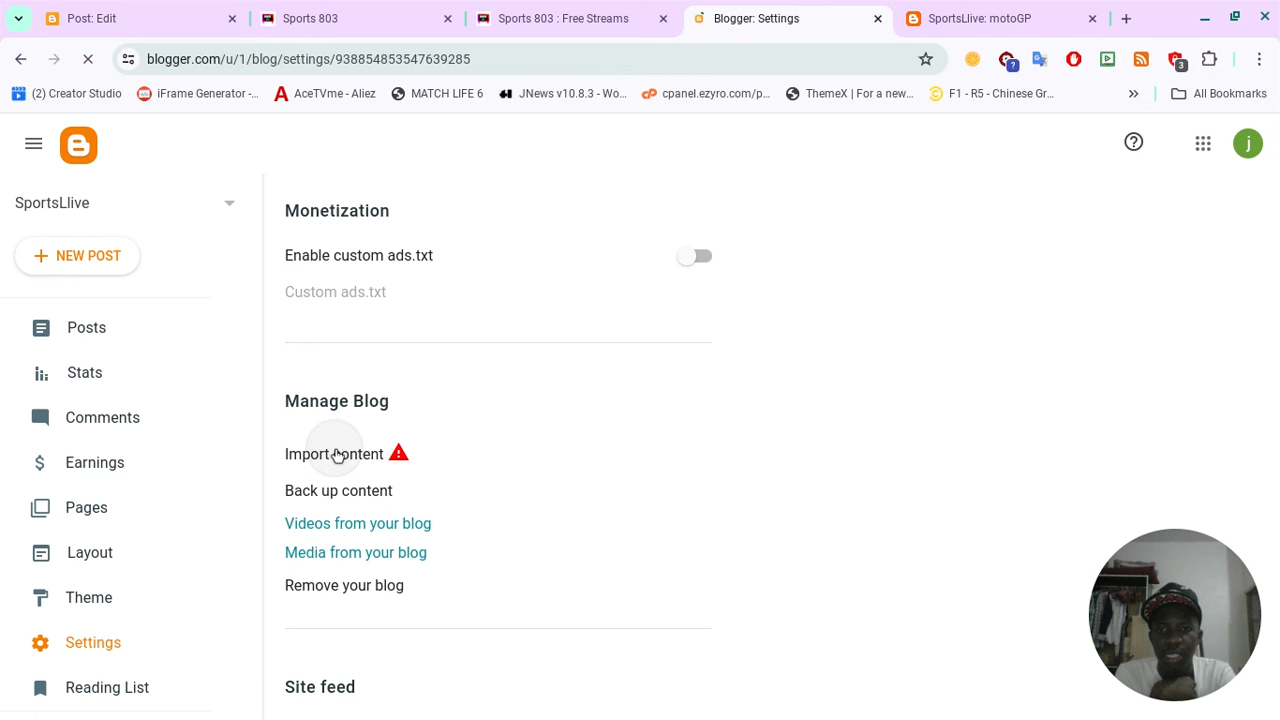 Post: Edit
Sports 803
Sports 803 : Free Streams
Blogger: Settings
SportsLlive: motoGP
blogger.com/u/1/blog/settings/938854853547639285
?
3
(2) Creator Studio
iFrame Generator -...
AceTVme - Aliez
MATCH LIFE 6
JNews v10.8.3 - Wo...
cpanel.ezyro.com/p...
ThemeX | For a new...
F1 - R5 - Chinese Gr...
All Bookmarks
j
SportsLlive
NEW POST
Posts
Stats
Comments
Earnings
Pages
Layout
Theme
Settings
Reading List
Monetization
Enable custom ads.txt
Custom ads.txt
Manage Blog
Import content
Back up content
Videos from your blog
Media from your blog
Remove your blog
Site feed